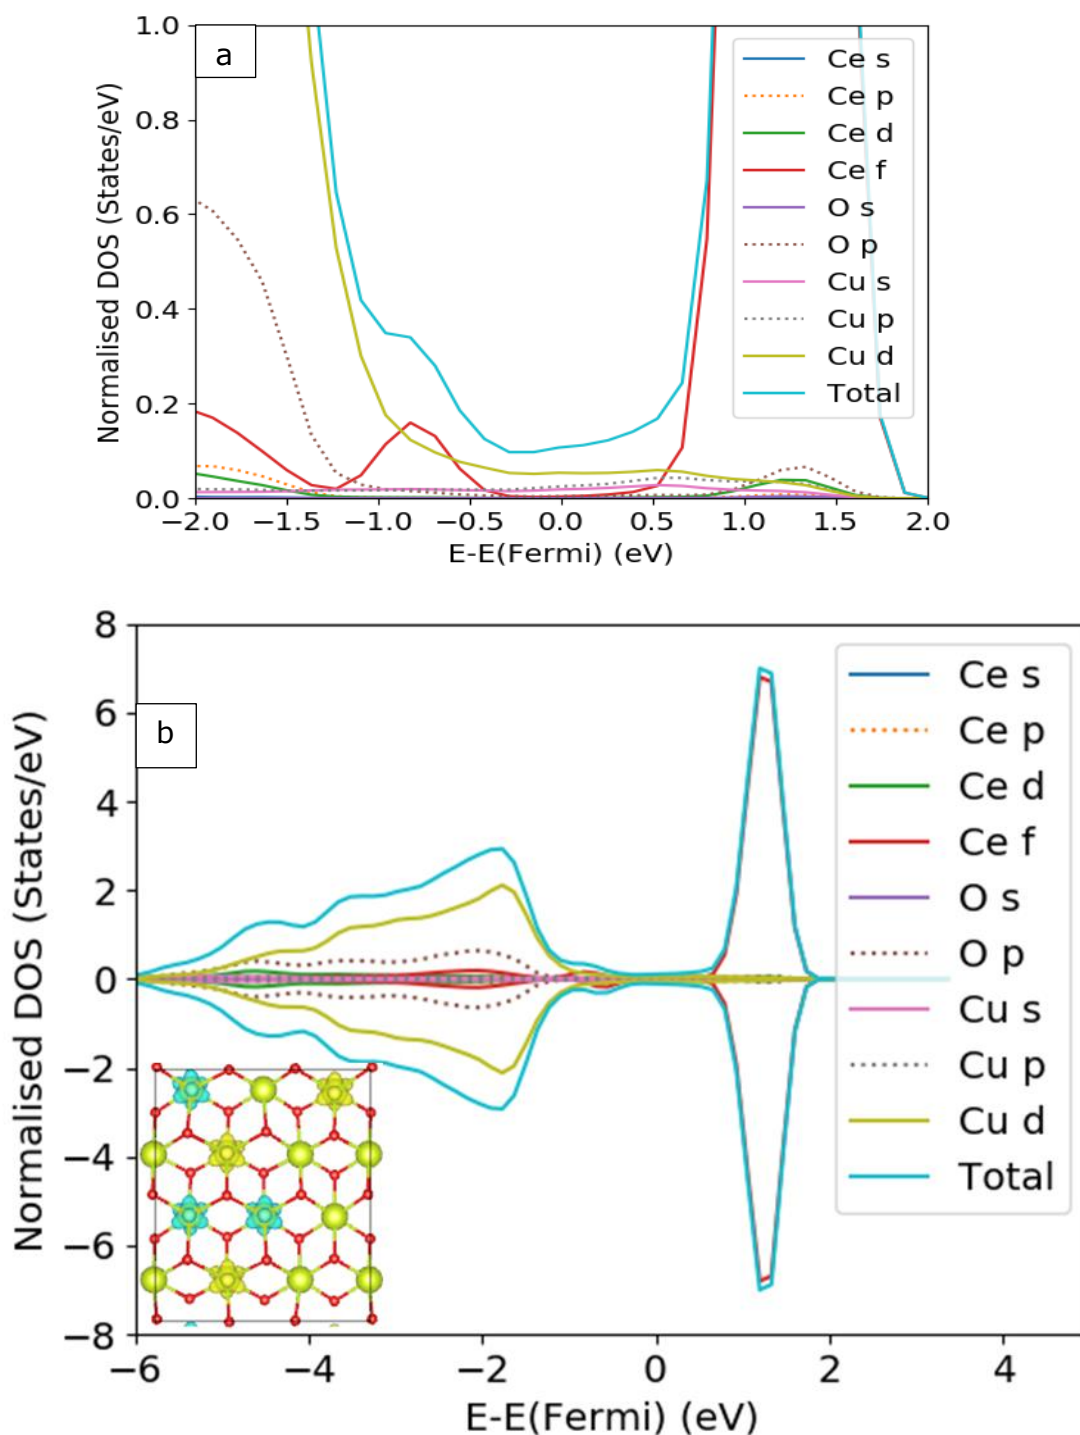 a
Normalised DOS (States/eV)
1.0
0.8
0.6
0.4
0.2
0.0
Ce s
Ce p
Ce d
Ce f
O s
O p
Cu s
Cu p
Cu d
Total
−2.0 −1.5 −1.0 −0.5 0.0 0.5 1.0 1.5 2.0
E-E(Fermi) (eV)
b
Normalised DOS (States/eV)
8
6
4
2
0
−2
−4
−6
−8
Ce s
Ce p
Ce d
Ce f
O s
O p
Cu s
Cu p
Cu d
Total
−6 −4 −2 0 2 4
E-E(Fermi) (eV)